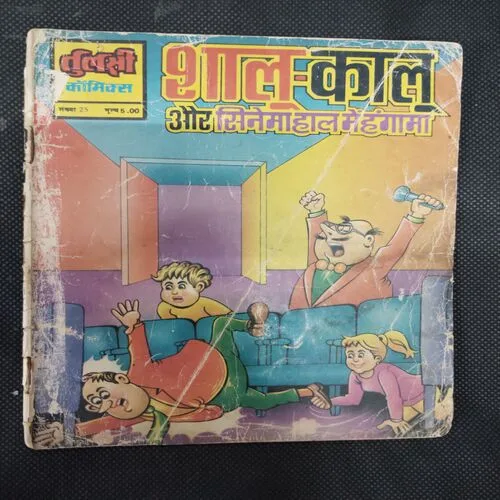 तुलसी
कॉमिक्स
संख्या 25 मूल्य 5.00
शालू-कालू
और सिनेमाहाल में हंगामा